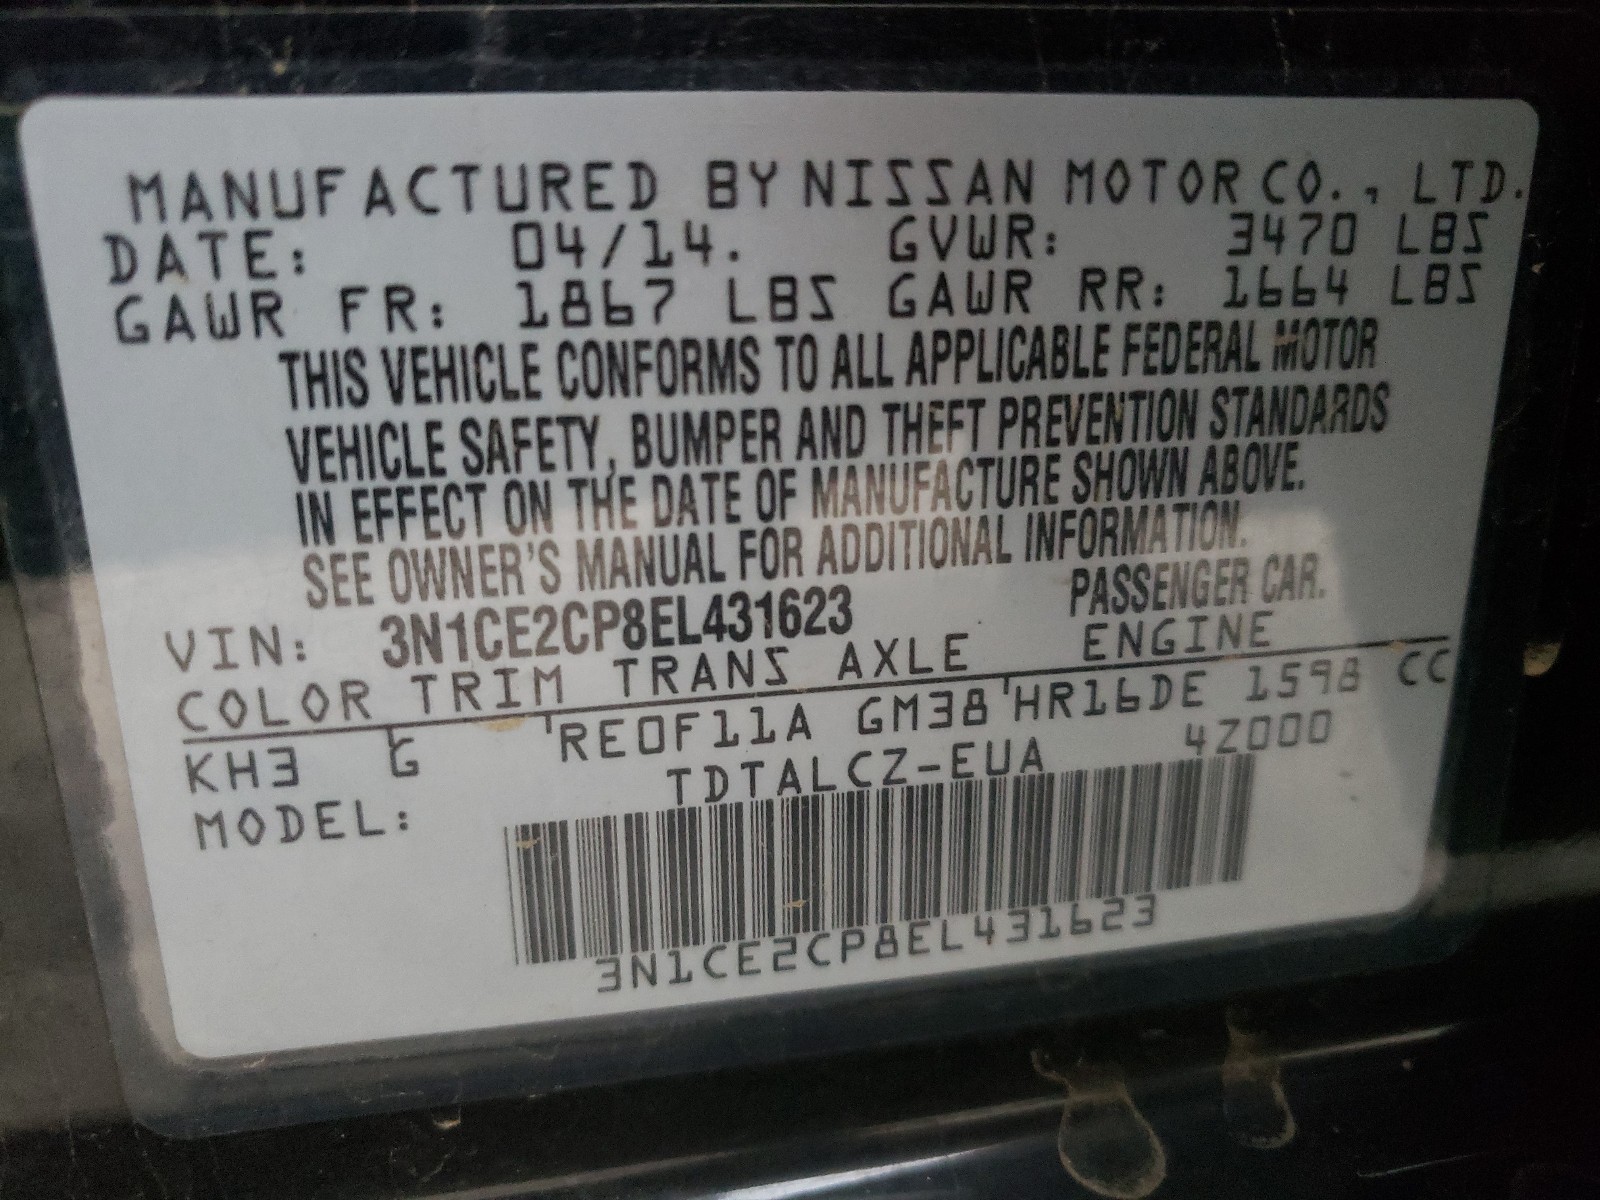 MANUFACTURED BY NISSAN MOTOR CO., LTD.
DATE: 04/14. GVWR: 3470 LBS
GAWR FR: 1867 LBS GAWR RR: 1664 LBS
THIS VEHICLE CONFORMS TO ALL APPLICABLE FEDERAL MOTOR
VEHICLE SAFETY, BUMPER AND THEFT PREVENTION STANDARDS
IN EFFECT ON THE DATE OF MANUFACTURE SHOWN ABOVE.
SEE OWNER'S MANUAL FOR ADDITIONAL INFORMATION.
VIN: 3N1CE2CP8EL431623 PASSENGER CAR.
COLOR TRIM TRANS AXLE ENGINE
KH3 G RE0F11A GM38 HR16DE 1598 CC
MODEL: TDTALCZ-EUA 4Z000
3N1CE2CP8EL431623